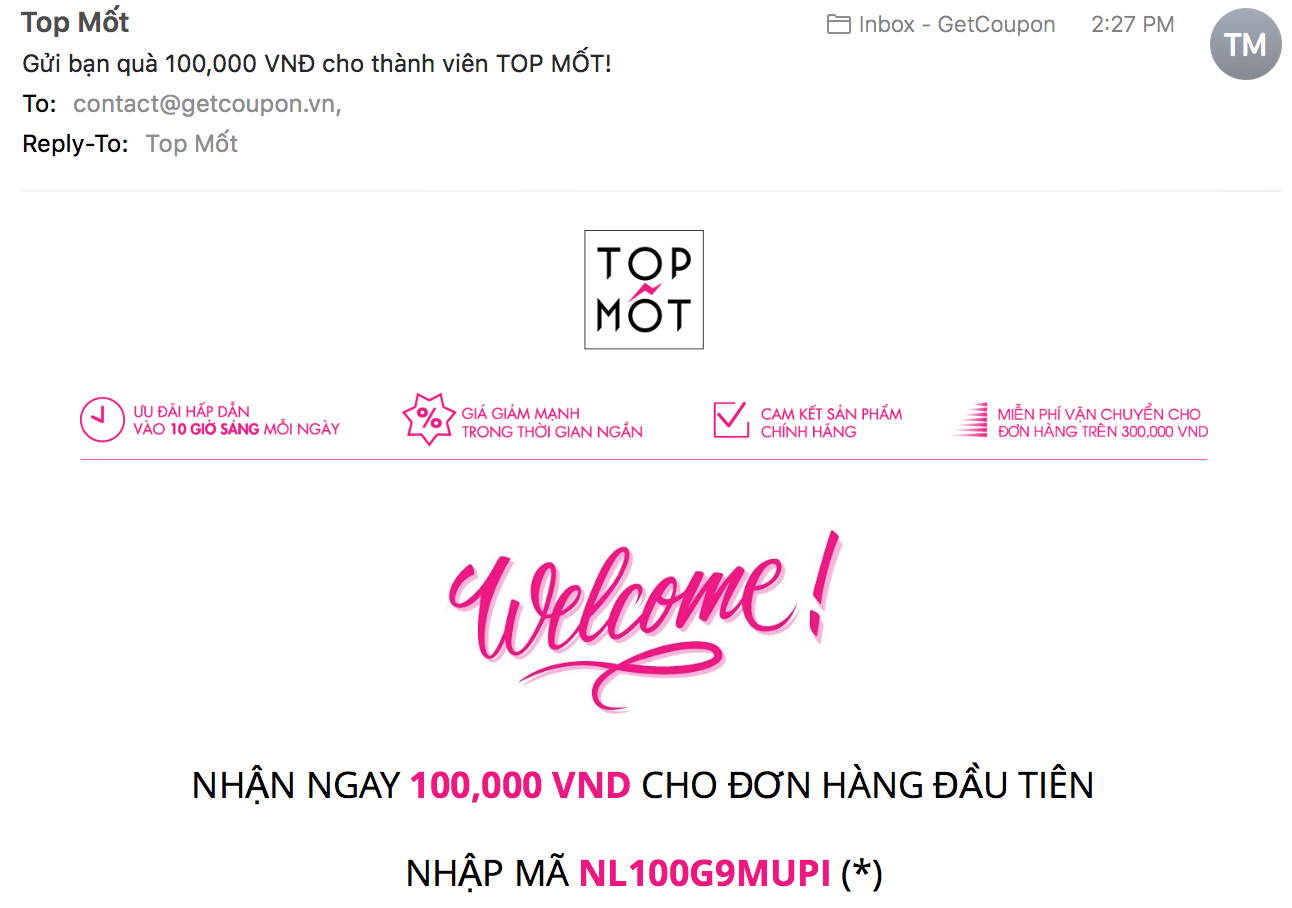 Top Mốt
Inbox - GetCoupon
2:27 PM
TM
Gửi bạn quà 100,000 VNĐ cho thành viên TOP MỐT!
To: contact@getcoupon.vn,
Reply-To: Top Mốt
TOP
MỐT
ƯU ĐÃI HẤP DẪN
VÀO 10 GIỜ SÁNG MỖI NGÀY
%
GIÁ GIẢM MẠNH
TRONG THỜI GIAN NGẮN
CAM KẾT SẢN PHẨM
CHÍNH HÃNG
MIỄN PHÍ VẬN CHUYỂN CHO
ĐƠN HÀNG TRÊN 300,000 VND
Welcome!
NHẬN NGAY 100,000 VND CHO ĐƠN HÀNG ĐẦU TIÊN
NHẬP MÃ NL100G9MUPI (*)